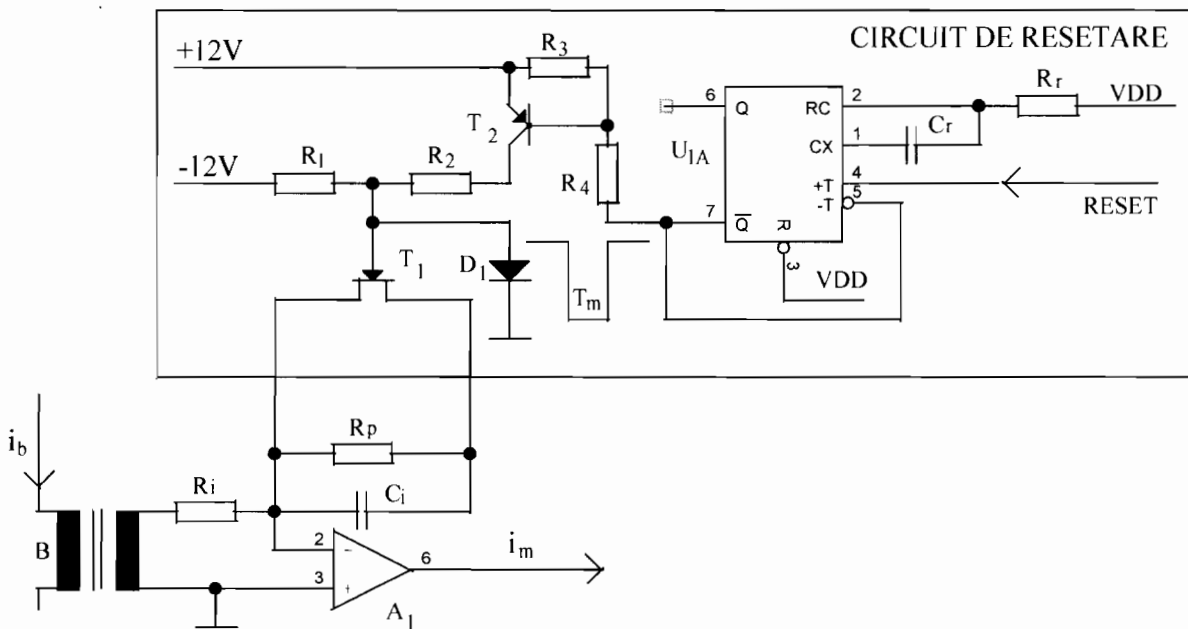 CIRCUIT DE RESETARE
+12V
R3
Rr
VDD
6
Q
RC
2
T2
Cr
U1A
CX
1
-12V
R1
R2
R4
+T
4
-T
5
RESET
7
Q
R
3
VDD
T1
D1
Tm
ib
Rp
Ri
Ci
B
2
-
6
im
3
+
A1